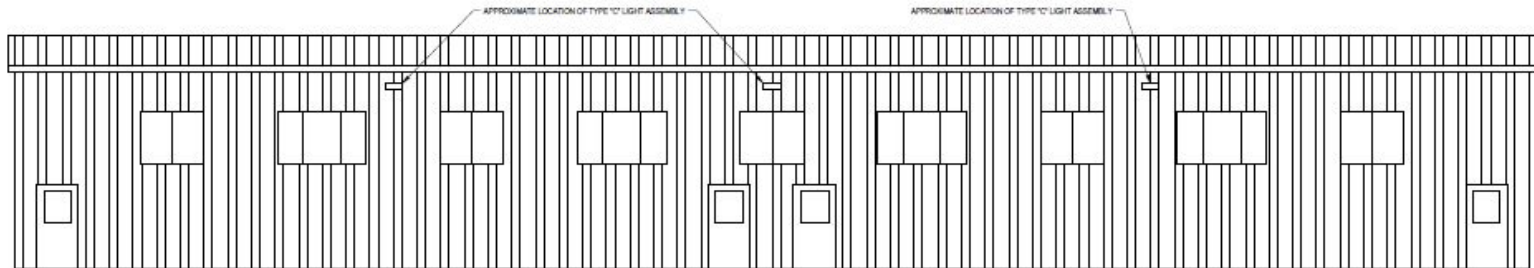 APPROXIMATE LOCATION OF TYPE "C" LIGHT ASSEMBLY
APPROXIMATE LOCATION OF TYPE "C" LIGHT ASSEMBLY